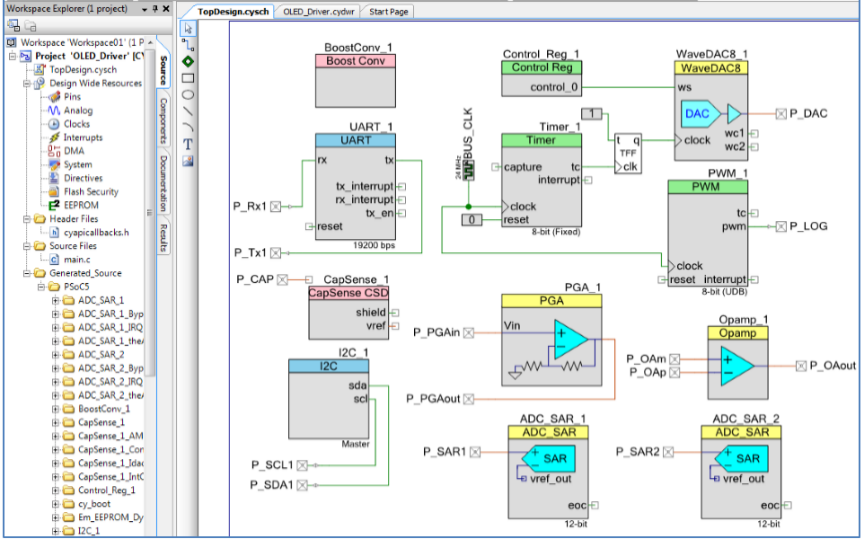 Workspace Explorer (1 project)
TopDesign.cysch
OLED_Driver.cydwr
Start Page
Workspace 'Workspace01' (1 P
Project 'OLED_Driver' [CY
TopDesign.cysch
Design Wide Resources
Pins
Analog
Clocks
Interrupts
DMA
System
Directives
Flash Security
EEPROM
Header Files
cyapicallbacks.h
Source Files
main.c
Generated_Source
PSoC5
ADC_SAR_1
ADC_SAR_1_Byp
ADC_SAR_1_IRQ
ADC_SAR_1_the
ADC_SAR_2
ADC_SAR_2_Byp
ADC_SAR_2_IRQ
ADC_SAR_2_the
BoostConv_1
CapSense_1
CapSense_1_AM
CapSense_1_Con
CapSense_1_Idac
CapSense_1_IntC
Control_Reg_1
cy_boot
Em_EEPROM_Dy
I2C_1
Source
Components
Documentation
Results
BoostConv_1
Boost Conv
Control_Reg_1
Control Reg
control_0
WaveDAC8_1
WaveDAC8
ws
DAC
P_DAC
clock
wc1
wc2
UART_1
UART
rx
tx
tx_interrupt
rx_interrupt
tx_en
reset
19200 bps
P_Rx1
P_Tx1
BUS_CLK
24 MHz
Timer_1
Timer
capture
tc
interrupt
clock
reset
8-bit (Fixed)
0
1
t
q
TFF
clk
PWM_1
PWM
tc
pwm
P_LOG
clock
reset
interrupt
8-bit (UDB)
P_CAP
CapSense_1
CapSense CSD
shield
vref
PGA_1
PGA
Vin
P_PGAin
P_PGAout
Opamp_1
Opamp
P_OAm
P_OAp
P_OAout
I2C_1
I2C
sda
scl
Master
P_SCL1
P_SDA1
ADC_SAR_1
ADC_SAR
P_SAR1
SAR
vref_out
eoc
12-bit
ADC_SAR_2
ADC_SAR
P_SAR2
SAR
vref_out
eoc
12-bit